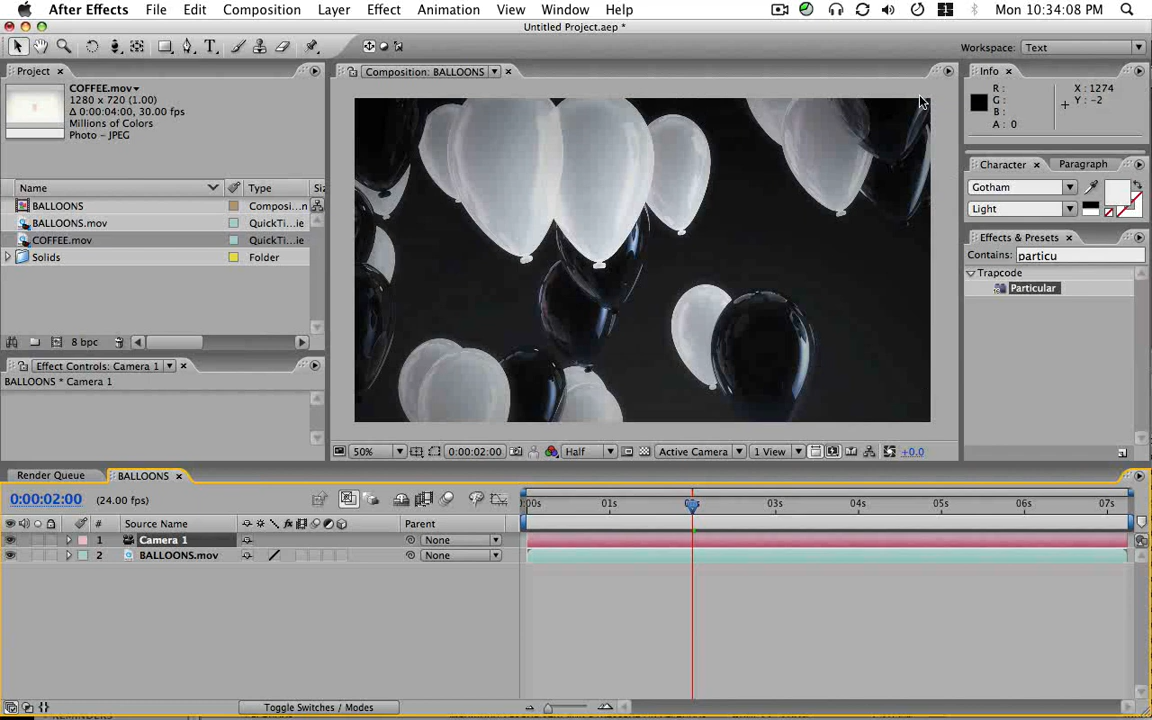 After Effects File Edit Composition Layer Effect Animation View Window Help Mon 10:34:08 PM
Untitled Project.aep *
Workspace: Text
Project
Composition: BALLOONS
Info
COFFEE.mov
1280 x 720 (1.00)
Δ 0:00:04:00, 30.00 fps
Millions of Colors
Photo – JPEG
R :
G :
B :
A : 0
X : 1274
Y : -2
Character Paragraph
Gotham
Light
Name Type Siz
BALLOONS Composi...n
BALLOONS.mov QuickTi...ie
COFFEE.mov QuickTi...ie
Solids Folder
Effects & Presets
Contains: particu
Trapcode
Particular
8 bpc
Effect Controls: Camera 1
BALLOONS * Camera 1
50% 0:00:02:00 Half Active Camera 1 View +0.0
Render Queue BALLOONS
0:00:02:00 (24.00 fps)
:00s 01s 03s 04s 05s 06s 07s
# Source Name Parent
1 Camera 1 None
2 BALLOONS.mov None
Toggle Switches / Modes